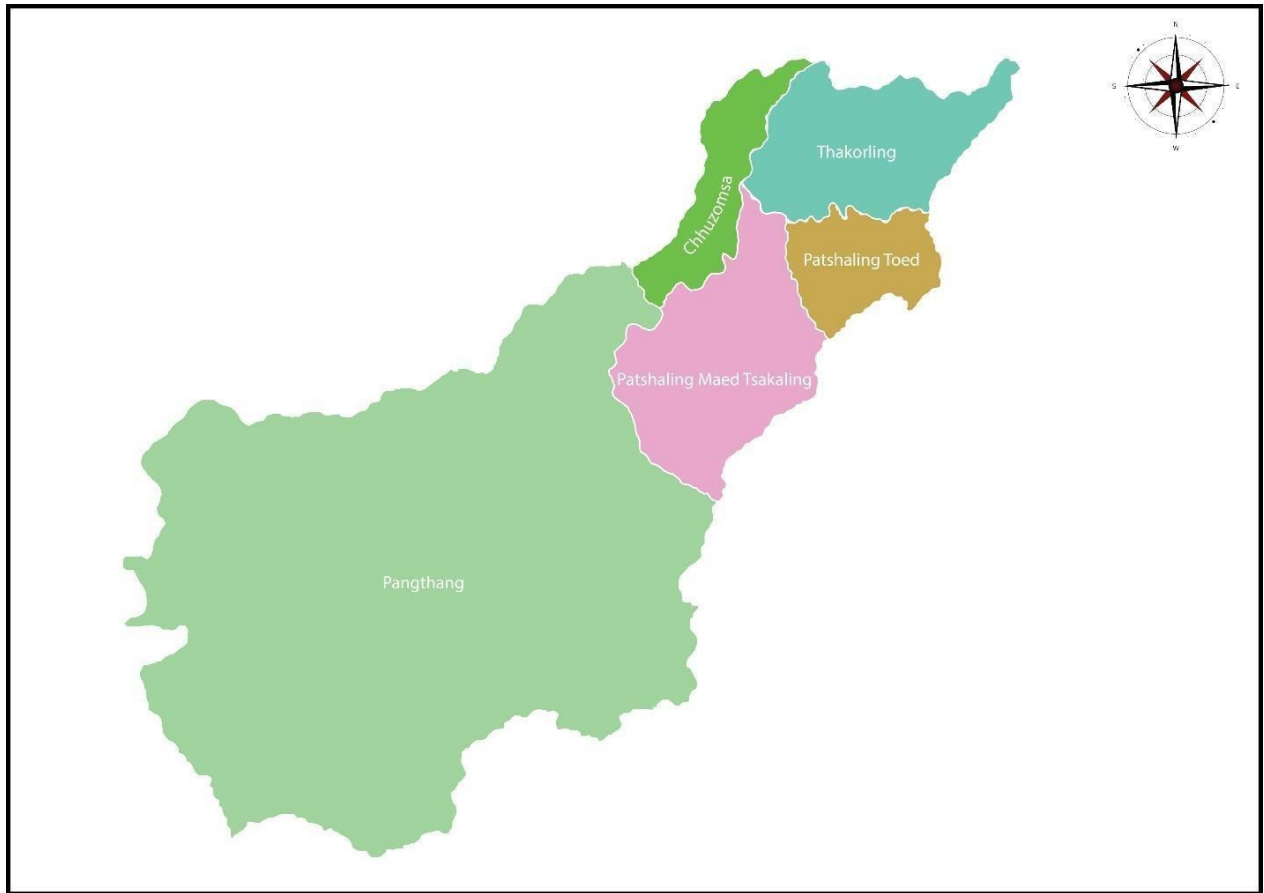 N
S
E
W
Thakorling
Chhuzomsa
Patshaling Toed
Patshaling Maed Tsakaling
Pangthang